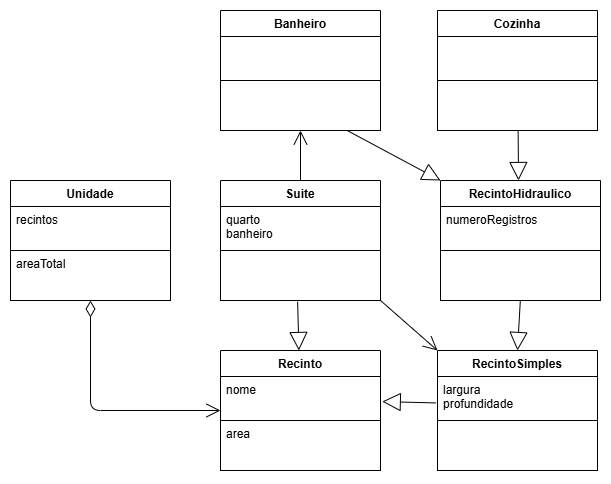 Banheiro
Cozinha
Unidade
recintos
areaTotal
Suite
quarto
banheiro
RecintoHidraulico
numeroRegistros
Recinto
nome
area
RecintoSimples
largura
profundidade